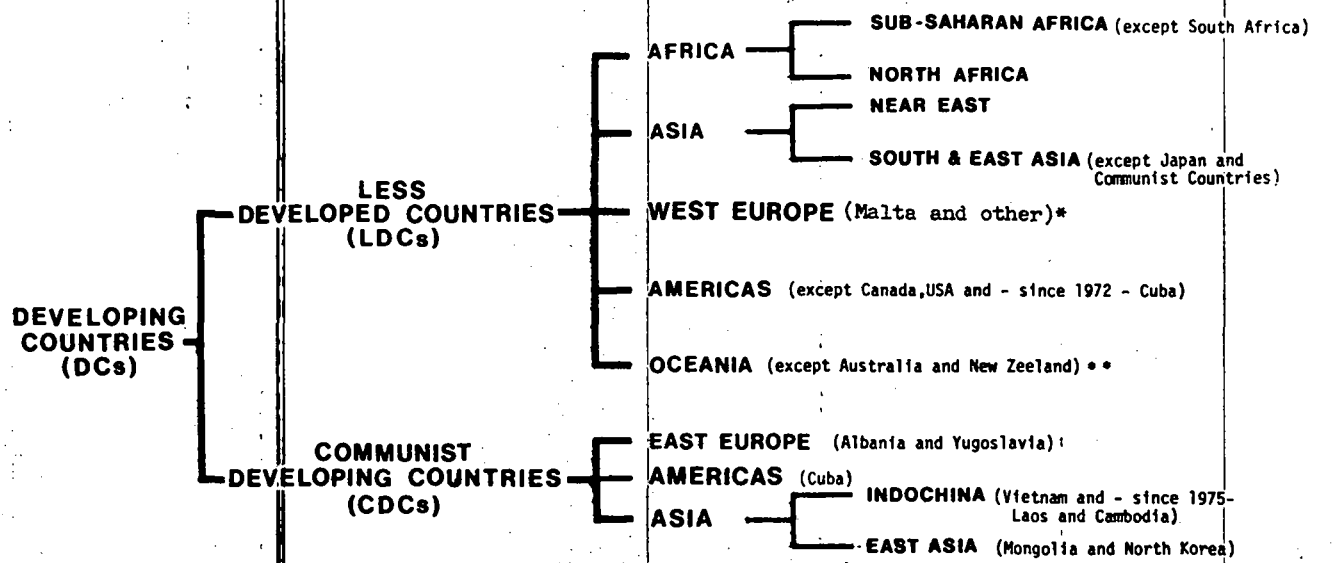 SUB-SAHARAN AFRICA (except South Africa)
AFRICA
NORTH AFRICA
NEAR EAST
ASIA
SOUTH & EAST ASIA (except Japan and
Communist Countries)
LESS
DEVELOPED COUNTRIES
(LDCs)
WEST EUROPE (Malta and other)*
AMERICAS (except Canada,USA and - since 1972 - Cuba)
DEVELOPING
COUNTRIES
(DCs)
OCEANIA (except Australia and New Zeeland) **
COMMUNIST
DEVELOPING COUNTRIES
(CDCs)
EAST EUROPE (Albania and Yugoslavia)
AMERICAS (Cuba)
INDOCHINA (Vietnam and - since 1975-
Laos and Cambodia)
ASIA
EAST ASIA (Mongolia and North Korea)